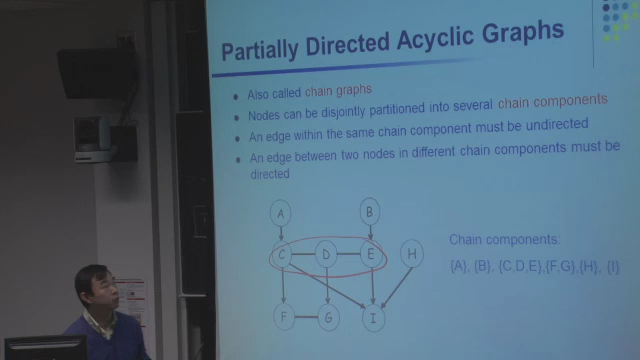 Partially Directed Acyclic Graphs
Also called chain graphs
Nodes can be disjointly partitioned into several chain components
An edge within the same chain component must be undirected
An edge between two nodes in different chain components must be
directed
A
B
C
D
E
H
Chain components:
{A}, {B}, {C,D,E},{F,G},{H}, {I}
F
G
I